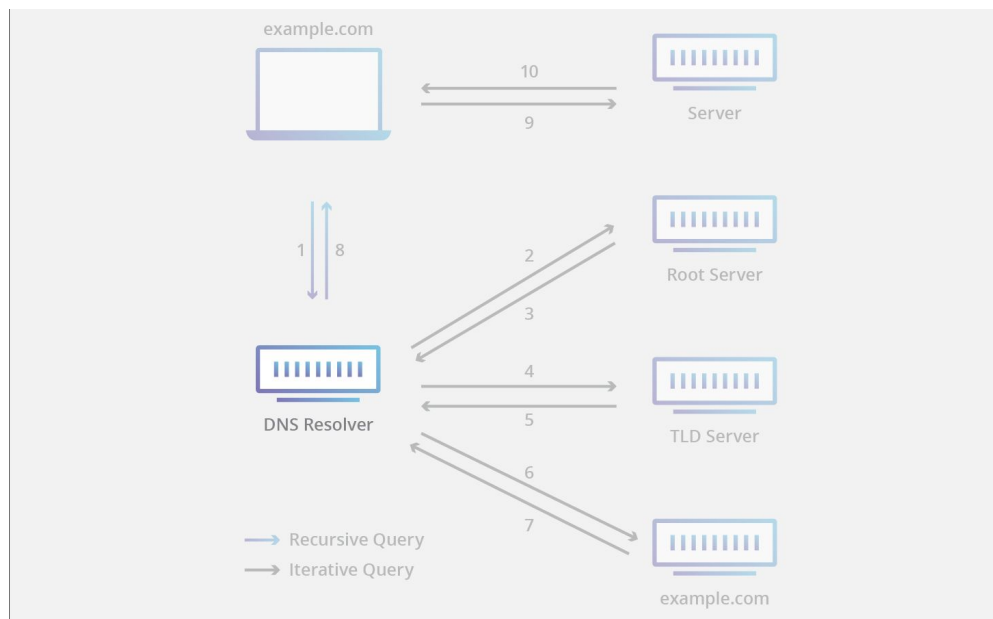 example.com
10
9
Server
1
8
2
3
Root Server
4
5
DNS Resolver
TLD Server
6
7
Recursive Query
Iterative Query
example.com